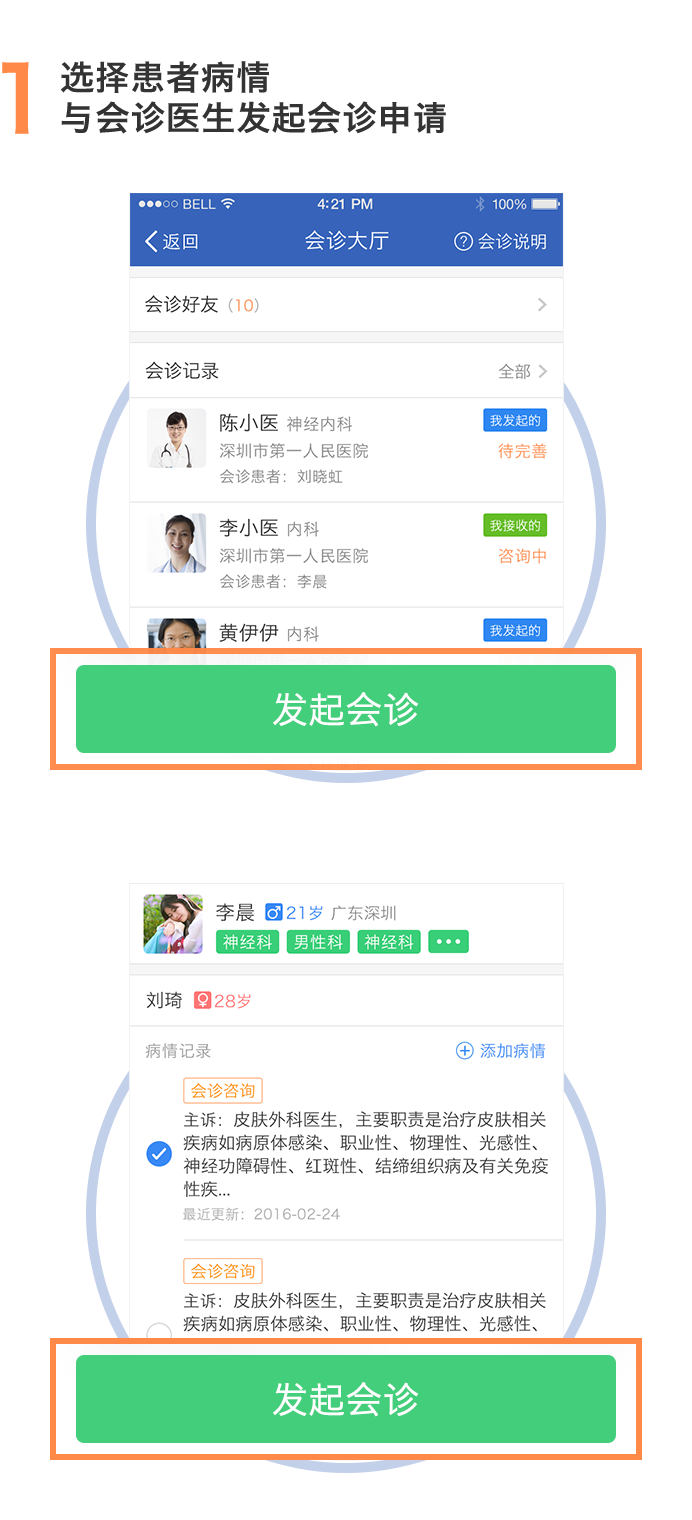 1
选择患者病情
与会诊医生发起会诊申请
BELL 4:21 PM 100%
返回 会诊大厅 ? 会诊说明
会诊好友（10）
会诊记录 全部
陈小医 神经内科 我发起的
深圳市第一人民医院 待完善
会诊患者：刘晓虹
李小医 内科 我接收的
深圳市第一人民医院 咨询中
会诊患者：李晨
黄伊伊 内科 我发起的
发起会诊
李晨 ♂ 21岁 广东深圳
神经科 男性科 神经科 •••
刘琦 ♀ 28岁
病情记录 添加病情
会诊咨询
主诉：皮肤外科医生，主要职责是治疗皮肤相关
疾病如病原体感染、职业性、物理性、光感性、
神经功障碍性、红斑性、结缔组织病及有关免疫
性疾...
最近更新：2016-02-24
会诊咨询
主诉：皮肤外科医生，主要职责是治疗皮肤相关
疾病如病原体感染、职业性、物理性、光感性、
发起会诊